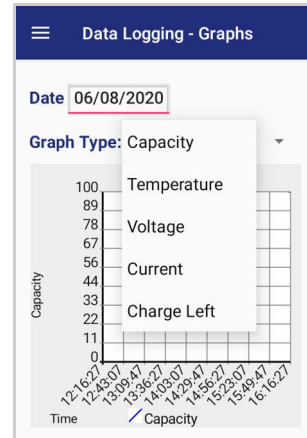 Data Logging - Graphs
Date 06/08/2020
Graph Type: Capacity
Temperature
Voltage
Current
Charge Left
100
89
78
67
56
44
33
22
11
0
Capacity
12:16:27
12:43:07
13:09:47
13:36:27
14:03:07
14:29:47
14:56:27
15:23:07
15:49:47
16:16:27
Time
Capacity